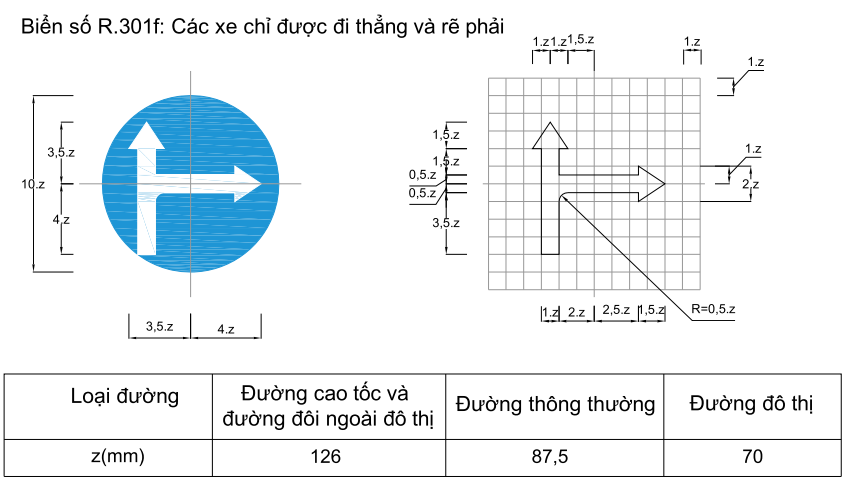 Biển số R.301f: Các xe chỉ được đi thẳng và rẽ phải
10.z
3,5.z
4.z
3,5.z
4.z
1.z
1.z
1,5.z
1.z
1.z
1,5.z
1,5.z
0,5.z
0,5.z
3,5.z
1.z
2.z
1.z
2.z
2,5.z
1,5.z
R=0,5.z
Loại đường
Đường cao tốc và
đường đôi ngoài đô thị
Đường thông thường
Đường đô thị
z(mm)
126
87,5
70